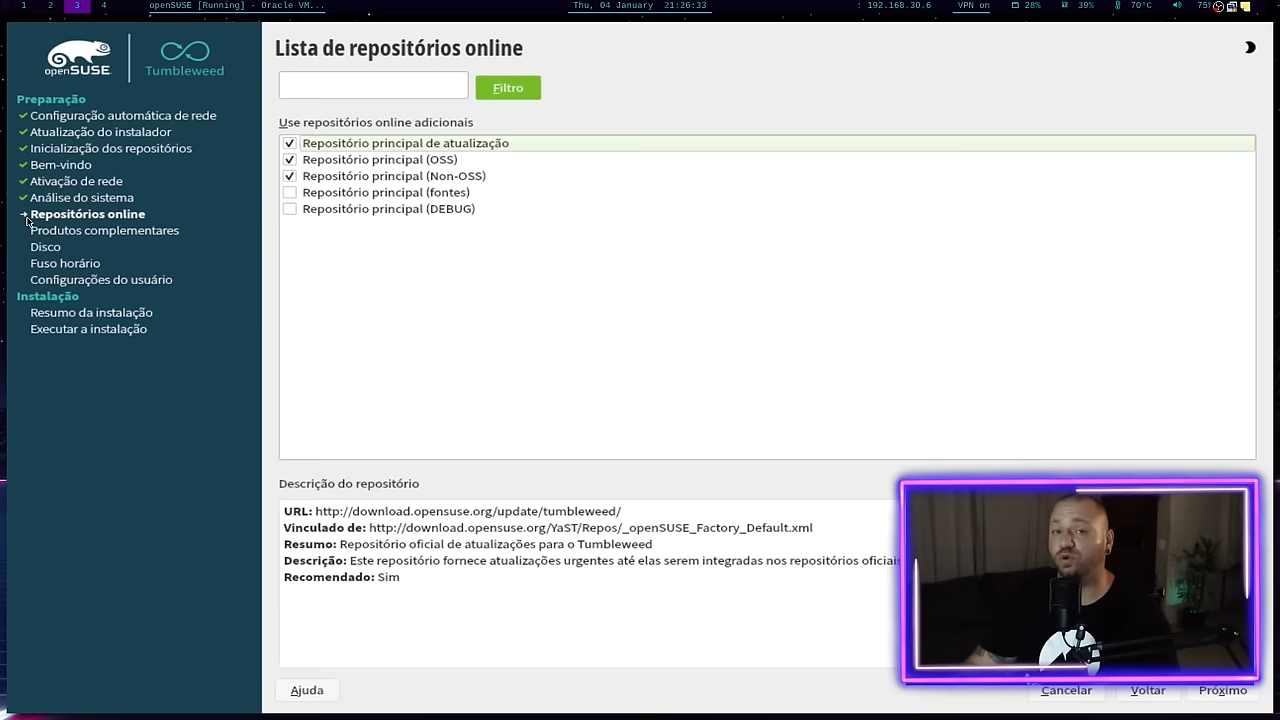 1 2 3 4 openSUSE [Running] - Oracle VM... Thu, 04 January 21:26:33 : 192.168.30.6 VPN on 28% 39% 70°C 75%
openSUSE Tumbleweed
Lista de repositórios online
Filtro
Preparação
Configuração automática de rede
Atualização do instalador
Inicialização dos repositórios
Bem-vindo
Ativação de rede
Análise do sistema
Repositórios online
Produtos complementares
Disco
Fuso horário
Configurações do usuário
Instalação
Resumo da instalação
Executar a instalação
Use repositórios online adicionais
Repositório principal de atualização
Repositório principal (OSS)
Repositório principal (Non-OSS)
Repositório principal (fontes)
Repositório principal (DEBUG)
Descrição do repositório
URL: http://download.opensuse.org/update/tumbleweed/
Vinculado de: http://download.opensuse.org/YaST/Repos/_openSUSE_Factory_Default.xml
Resumo: Repositório oficial de atualizações para o Tumbleweed
Descrição: Este repositório fornece atualizações urgentes até elas serem integradas nos repositórios oficiais
Recomendado: Sim
Ajuda
Cancelar
Voltar
Próximo